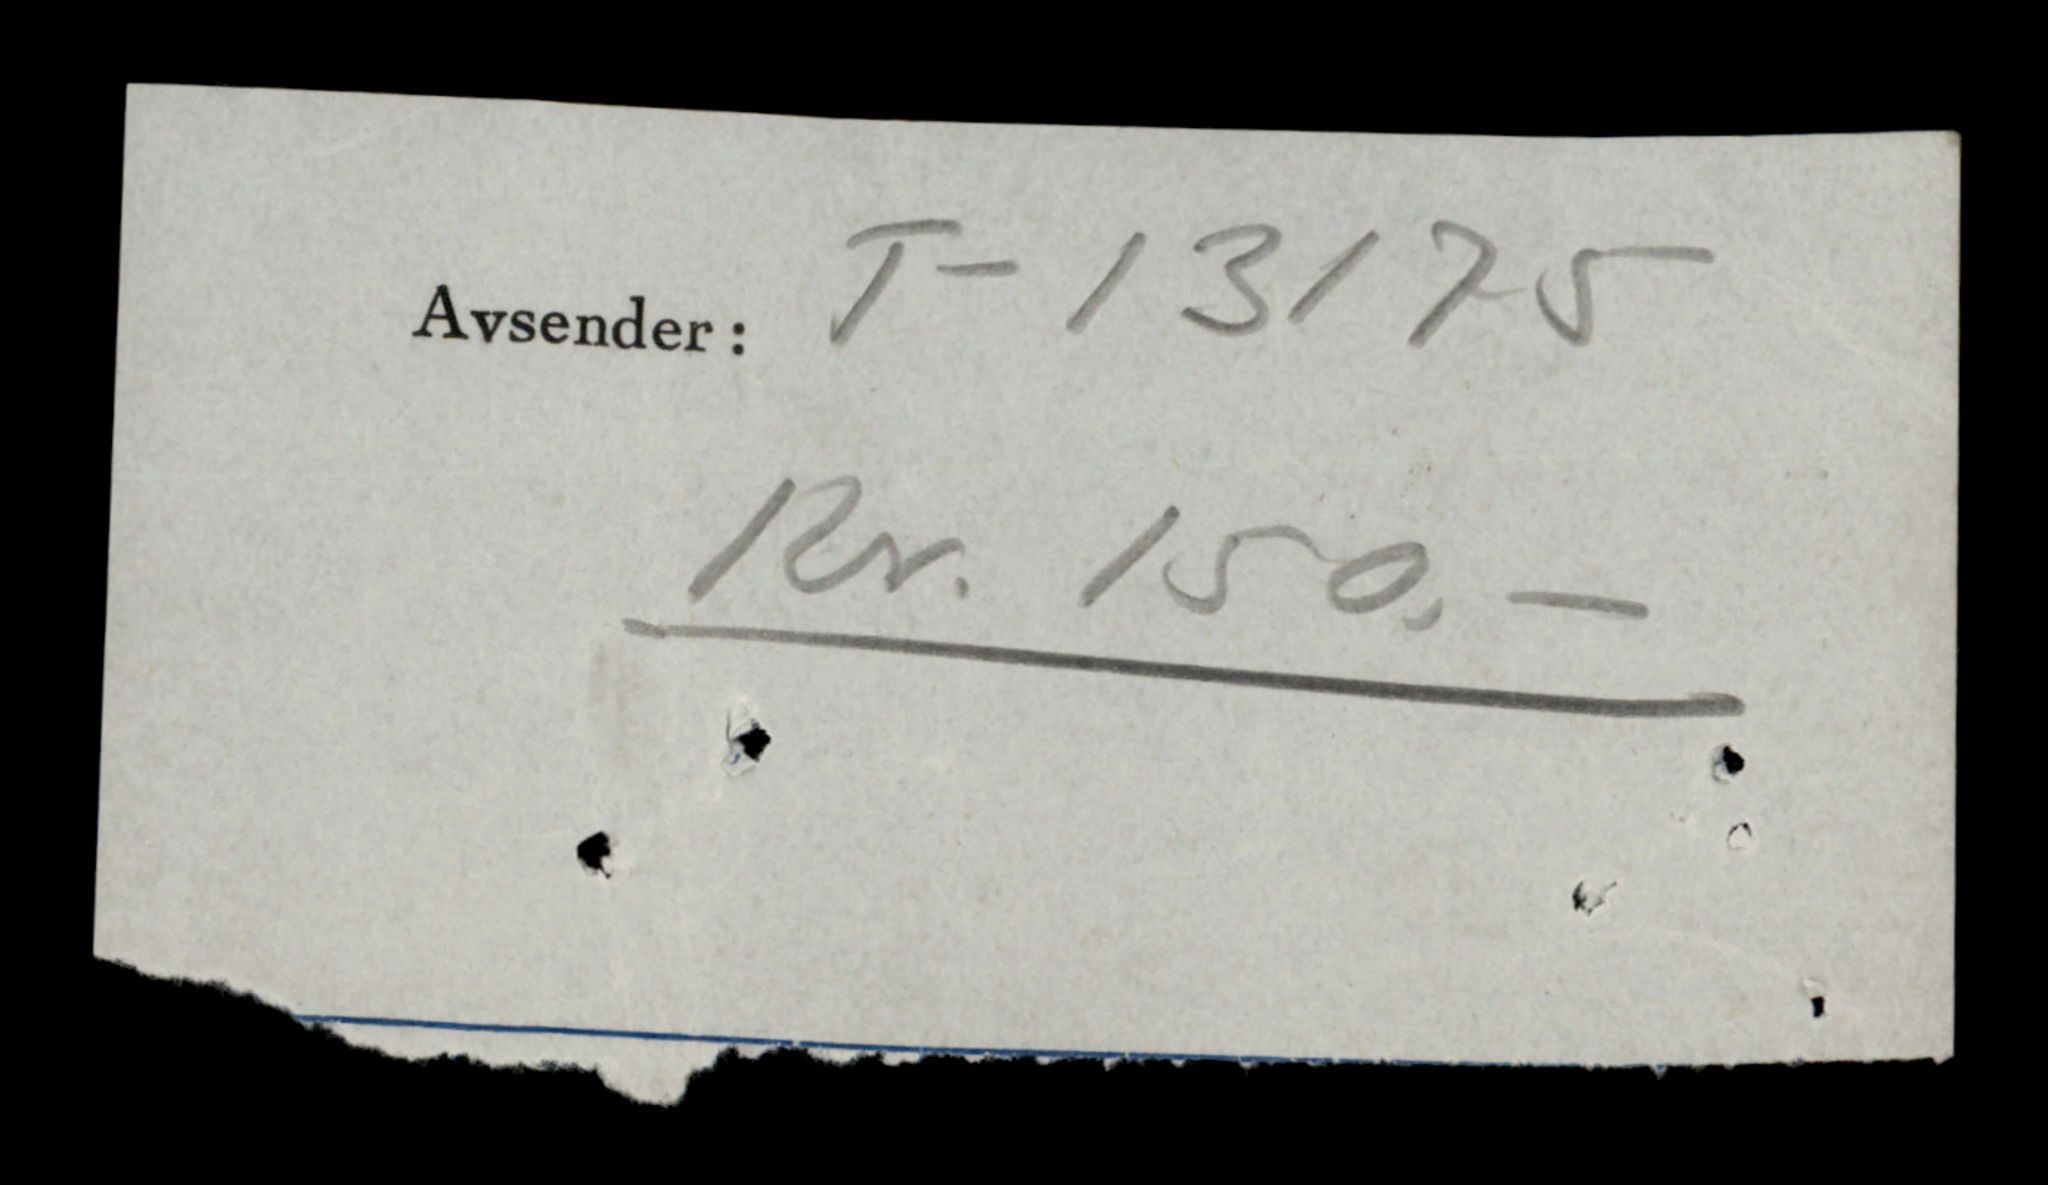 Avsender: T-13175
Kr. 150.-